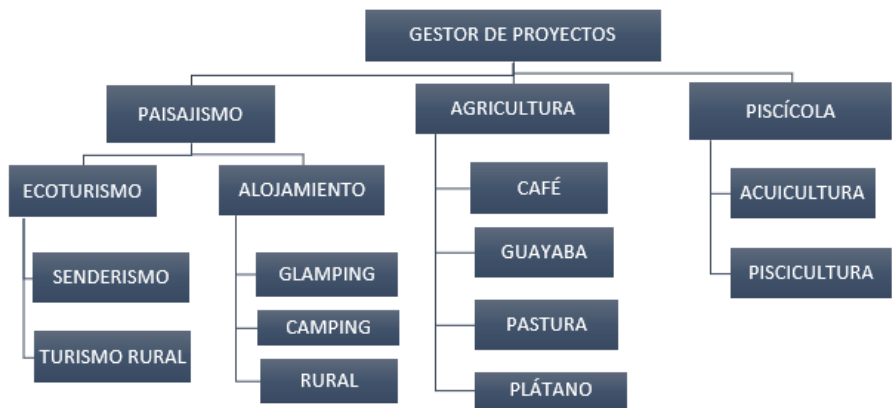 GESTOR DE PROYECTOS
PAISAJISMO
AGRICULTURA
PISCÍCOLA
ECOTURISMO
ALOJAMIENTO
SENDERISMO
TURISMO RURAL
GLAMPING
CAMPING
RURAL
CAFÉ
GUAYABA
PASTURA
PLÁTANO
ACUICULTURA
PISCICULTURA